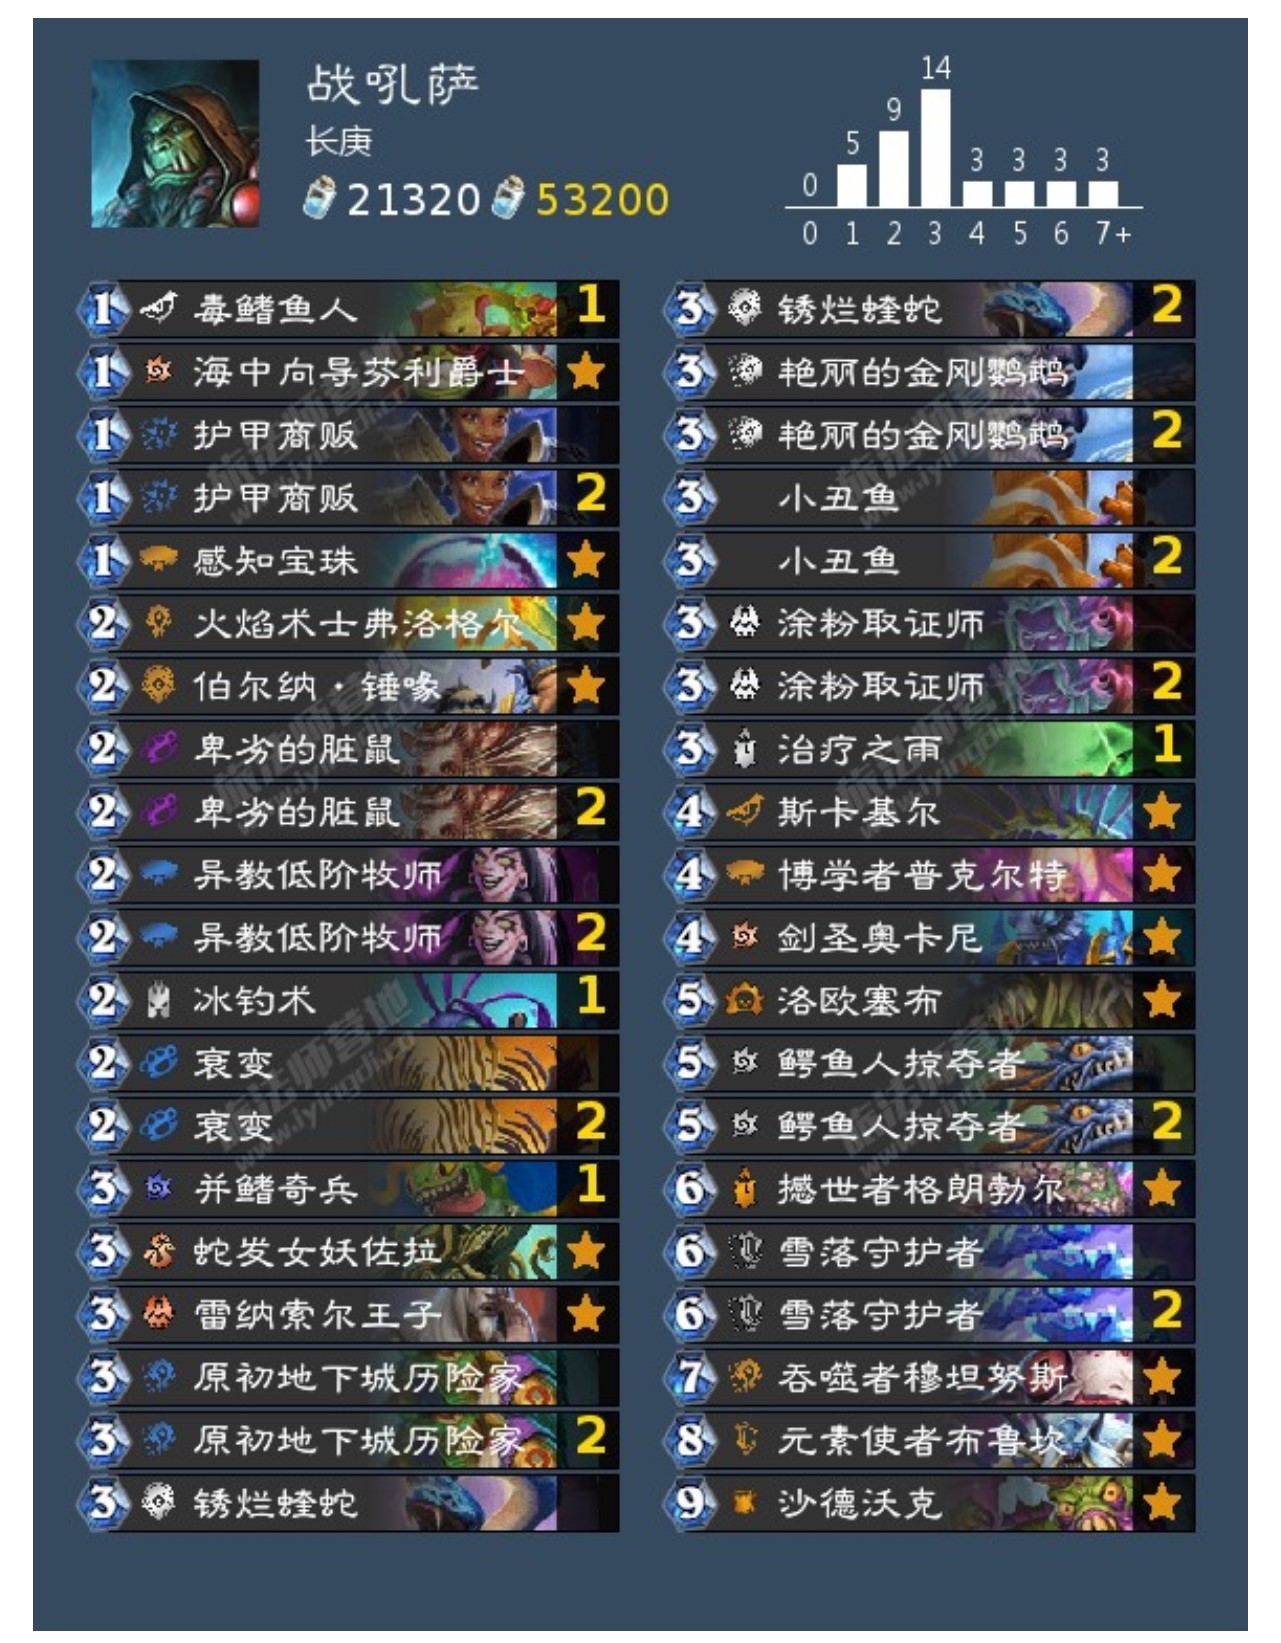 战吼萨
长庚
21320 53200
14
9
5
3 3 3 3
0
0 1 2 3 4 5 6 7+
1 毒鳍鱼人 1
1 海中向导芬利爵士
1 护甲商贩
1 护甲商贩 2
1 感知宝珠
2 火焰术士弗洛格尔
2 伯尔纳·锤喙
2 卑劣的脏鼠
2 卑劣的脏鼠 2
2 异教低阶牧师
2 异教低阶牧师 2
2 冰钓术 1
2 衰变
2 衰变 2
3 并鳍奇兵 1
3 蛇发女妖佐拉
3 雷纳索尔王子
3 原初地下城历险家
3 原初地下城历险家 2
3 锈烂蝰蛇
3 锈烂蝰蛇 2
3 艳丽的金刚鹦鹉
3 艳丽的金刚鹦鹉 2
3 小丑鱼
3 小丑鱼 2
3 涂粉取证师
3 涂粉取证师 2
3 治疗之雨 1
4 斯卡基尔
4 博学者普克尔特
4 剑圣奥卡尼
5 洛欧塞布
5 鳄鱼人掠夺者
5 鳄鱼人掠夺者 2
6 撼世者格朗勃尔
6 雪落守护者
6 雪落守护者 2
7 吞噬者穆坦努斯
8 元素使者布鲁坎
9 沙德沃克